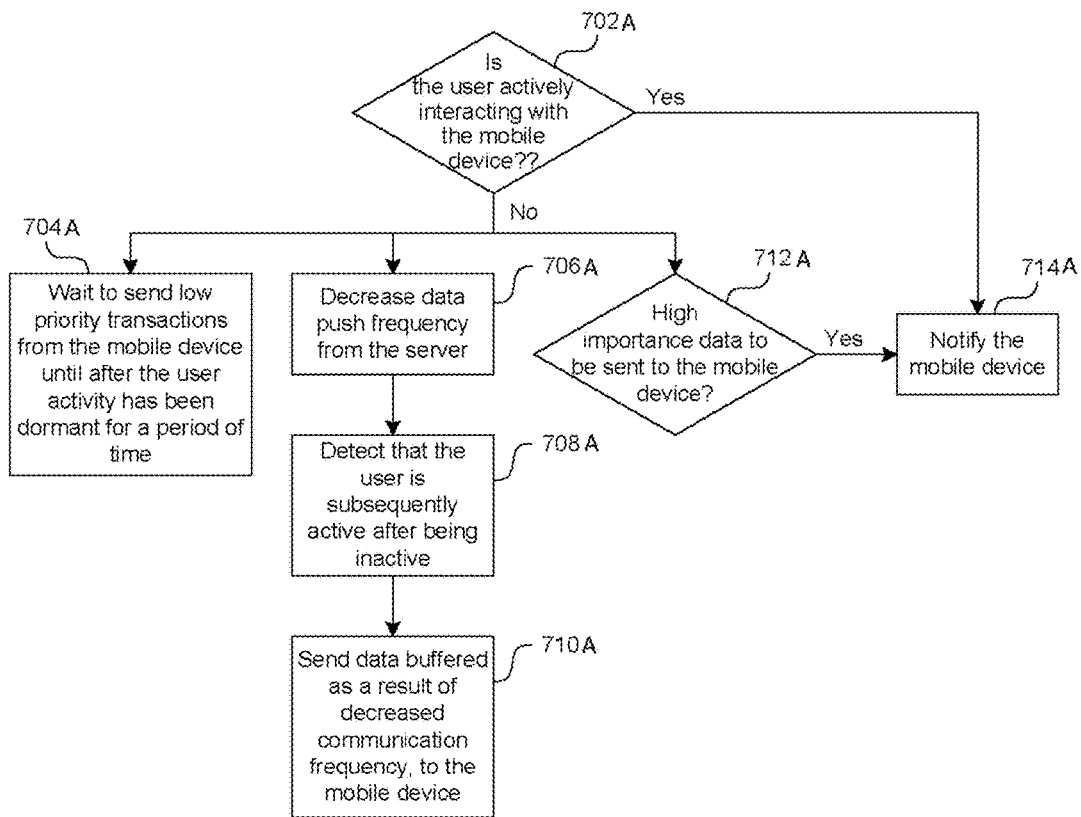 702A
Is
the user actively
interacting with
the mobile
device??
Yes
No
704A
Wait to send low
priority transactions
from the mobile device
until after the user
activity has been
dormant for a period of
time
706A
Decrease data
push frequency
from the server
712A
High
importance data to
be sent to the mobile
device?
Yes
714A
Notify the
mobile device
708A
Detect that the
user is
subsequently
active after being
inactive
710A
Send data buffered
as a result of
decreased
communication
frequency, to the
mobile device